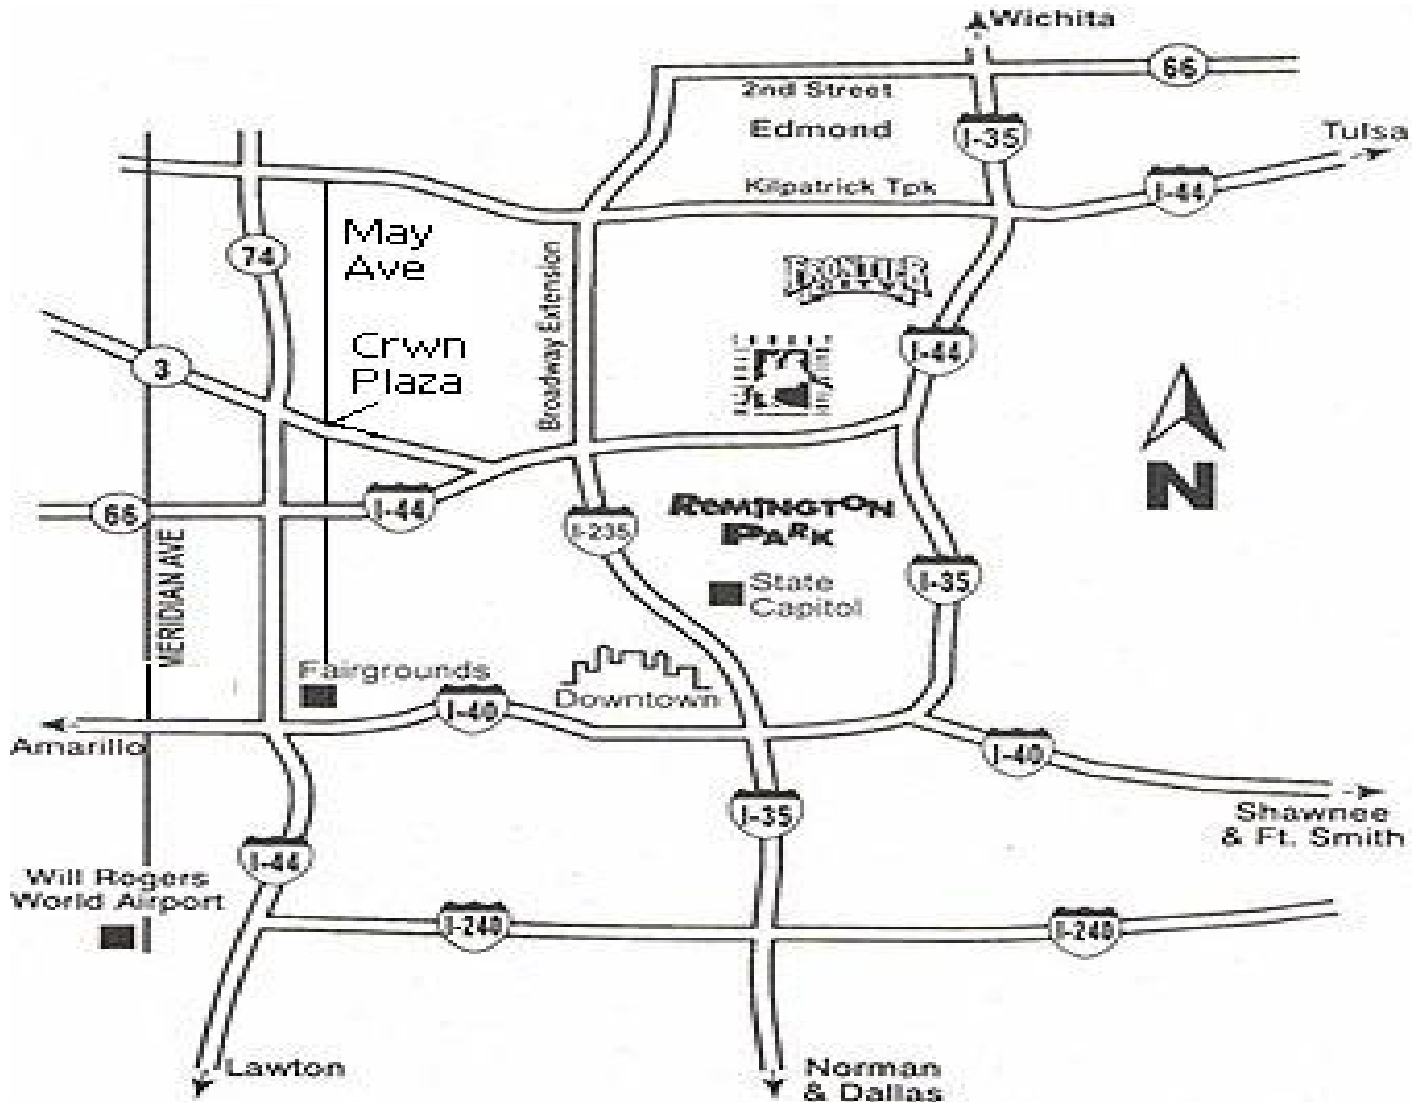 Wichita
66
2nd Street
Edmond
I-35
Tulsa
Kilpatrick Tpk
I-44
May
Ave
74
Broadway Extension
FRONTIER
CITY
Crwn
Plaza
3
I-44
N
66
I-44
REMINGTON
PARK
I-235
MERIDIAN AVE
I-35
State
Capitol
Fairgrounds
I-40
Downtown
Amarillo
I-40
I-35
Shawnee
& Ft. Smith
I-44
Will Rogers
World Airport
I-240
I-240
Lawton
Norman
& Dallas